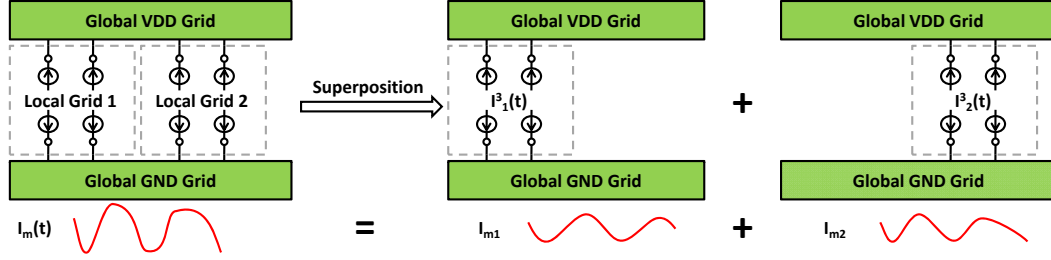 Global VDD Grid
Global VDD Grid
Global VDD Grid
Local Grid 1
Local Grid 2
Superposition
I³₁(t)
+
I³₂(t)
Global GND Grid
Global GND Grid
Global GND Grid
Iₘ(t)
=
Iₘ₁
+
Iₘ₂